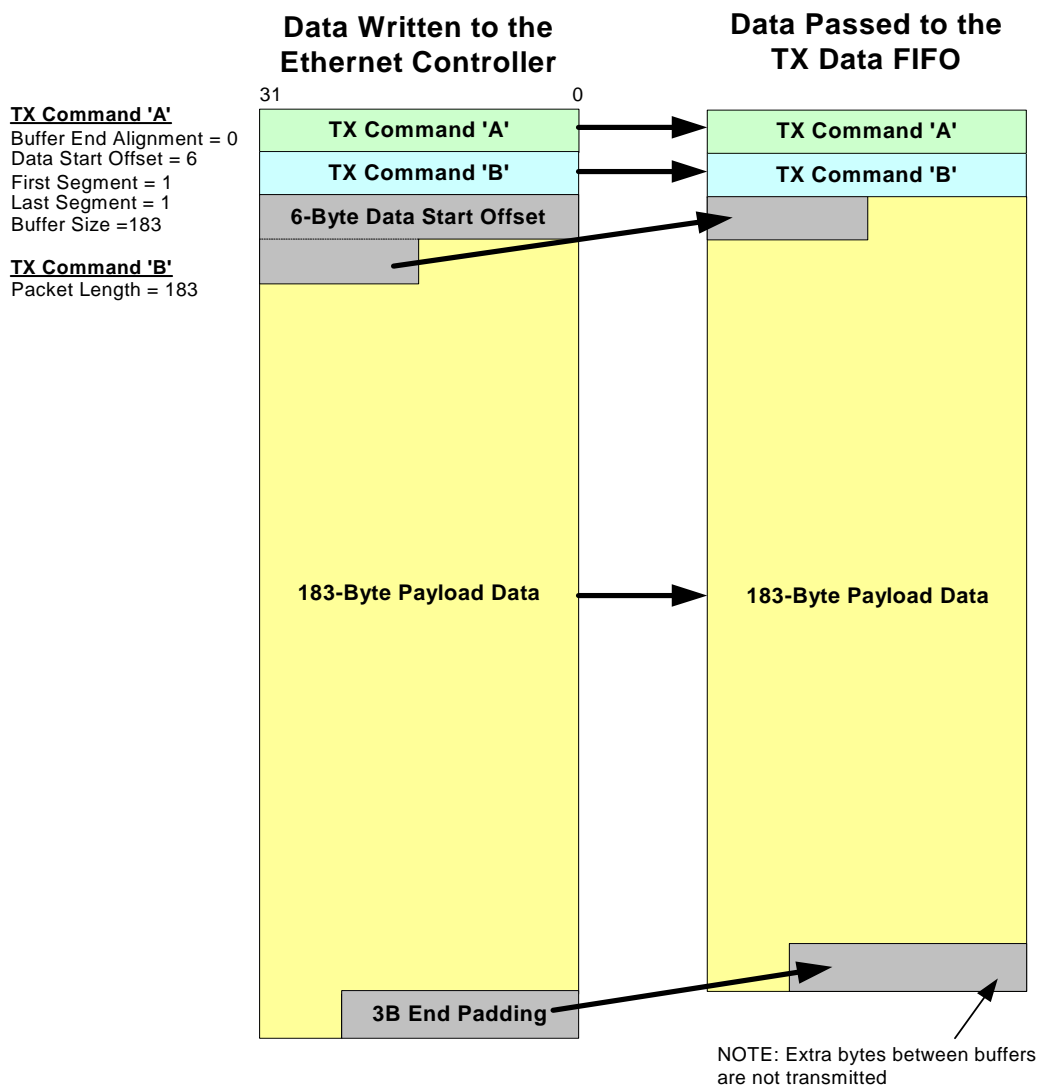 Data Written to the
Ethernet Controller
Data Passed to the
TX Data FIFO
31
0
TX Command 'A'
Buffer End Alignment = 0
Data Start Offset = 6
First Segment = 1
Last Segment = 1
Buffer Size =183
TX Command 'B'
Packet Length = 183
TX Command 'A'
TX Command 'B'
6-Byte Data Start Offset
183-Byte Payload Data
3B End Padding
TX Command 'A'
TX Command 'B'
183-Byte Payload Data
NOTE: Extra bytes between buffers
are not transmitted